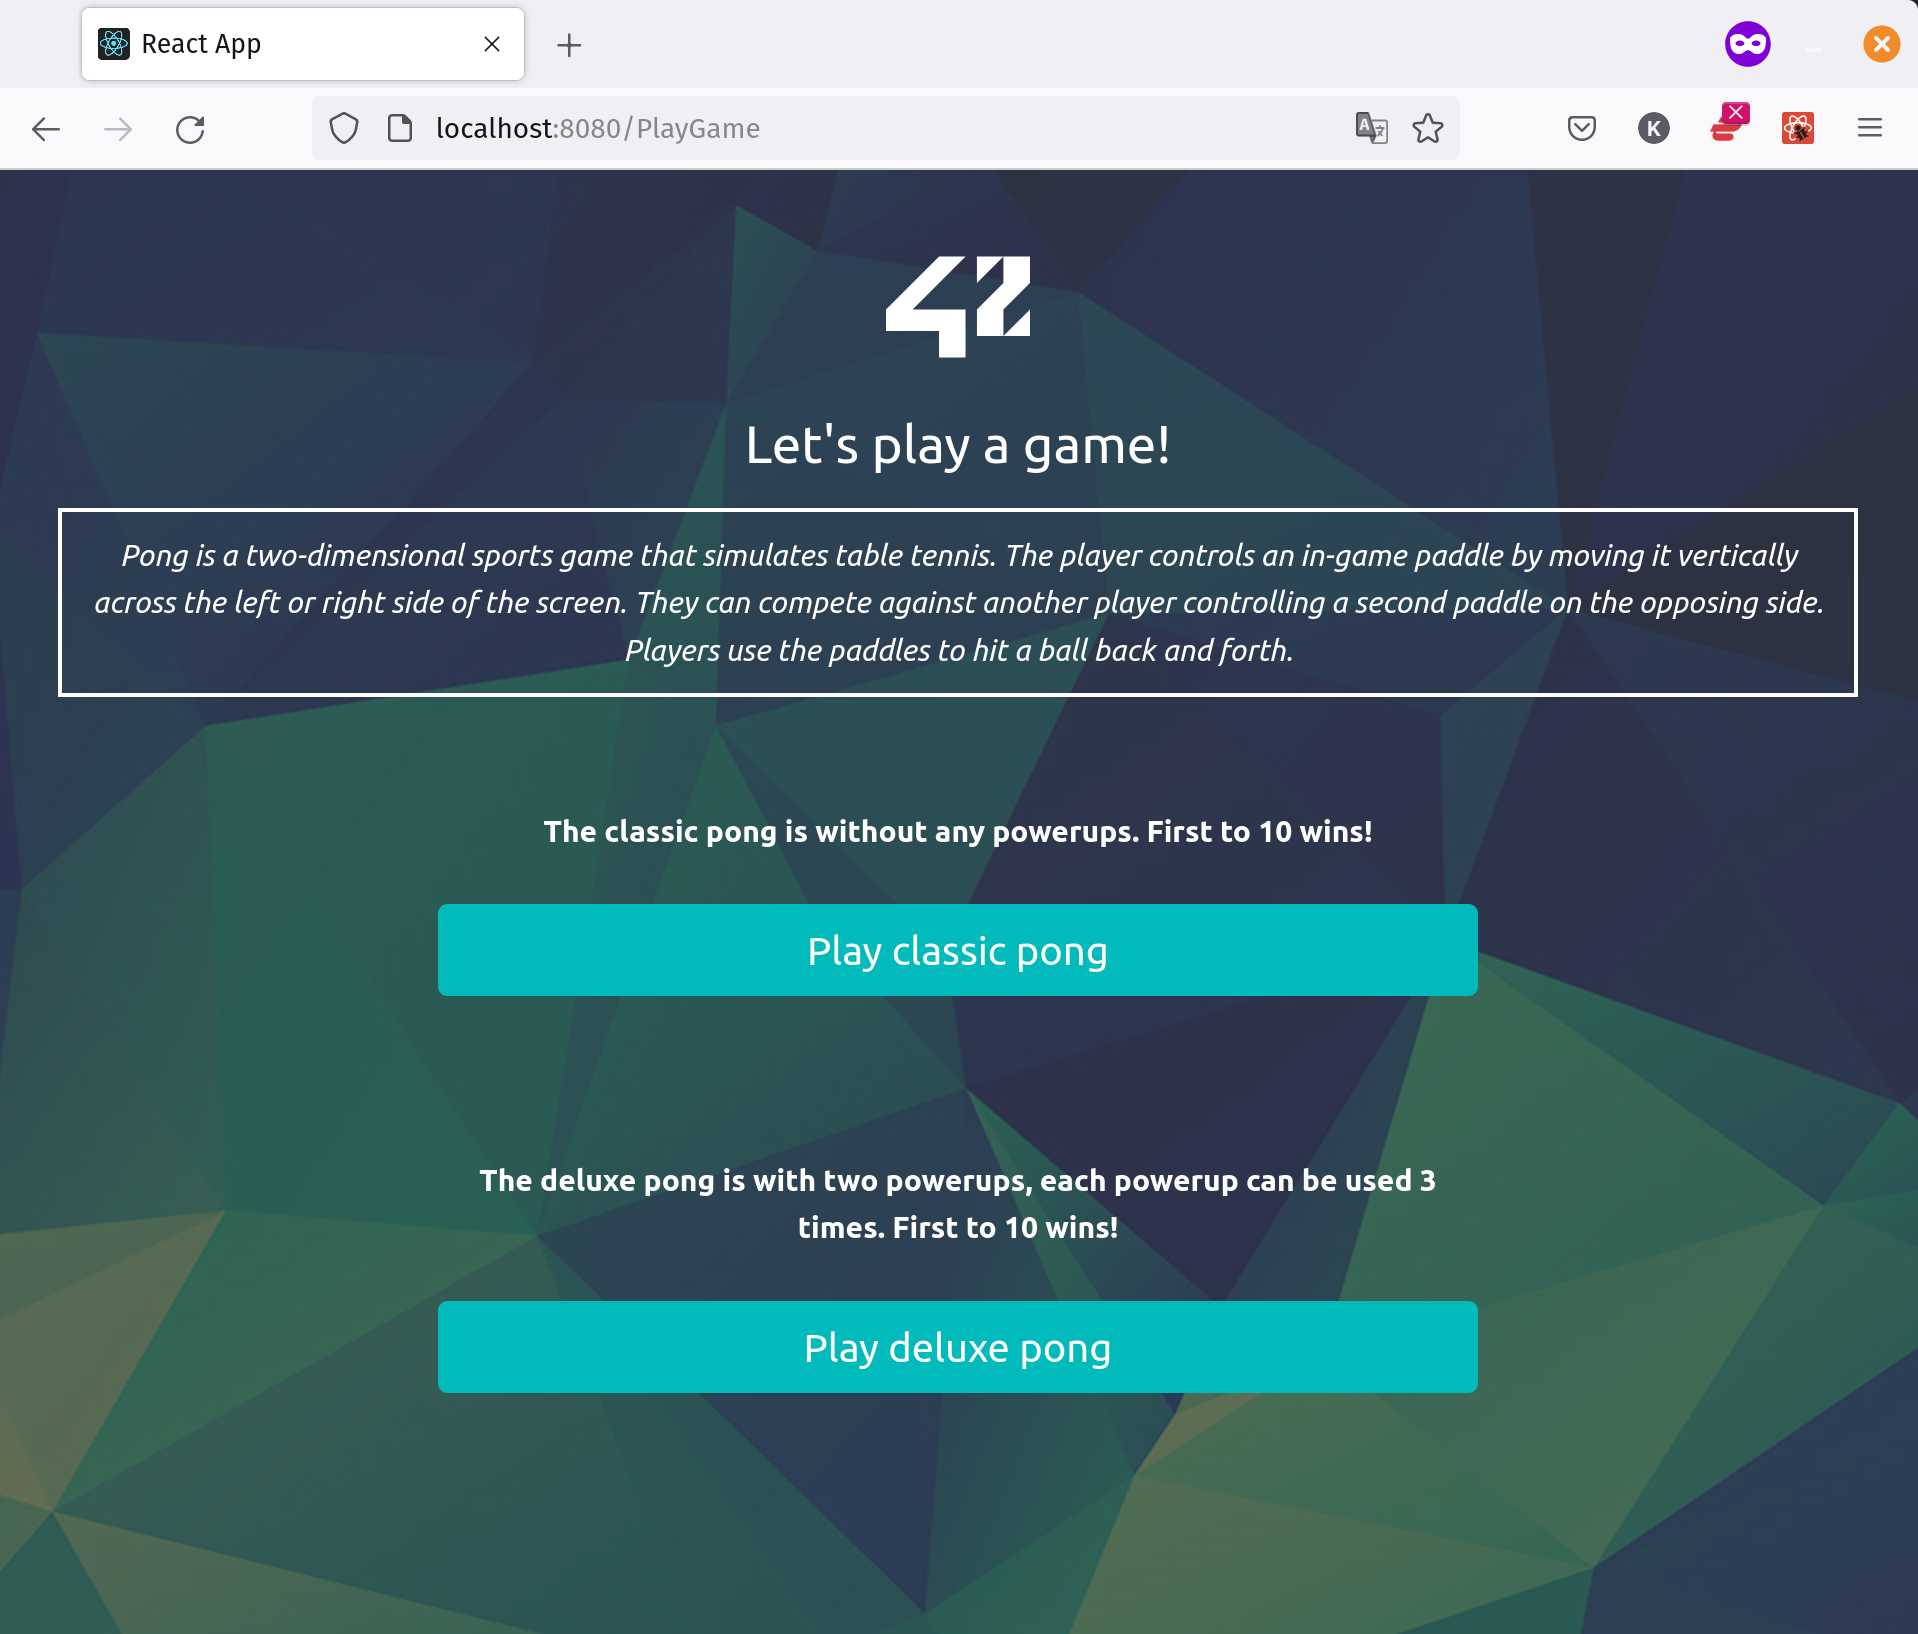 React App
localhost:8080/PlayGame
K
42
Let's play a game!
Pong is a two-dimensional sports game that simulates table tennis. The player controls an in-game paddle by moving it vertically
across the left or right side of the screen. They can compete against another player controlling a second paddle on the opposing side.
Players use the paddles to hit a ball back and forth.
The classic pong is without any powerups. First to 10 wins!
Play classic pong
The deluxe pong is with two powerups, each powerup can be used 3
times. First to 10 wins!
Play deluxe pong